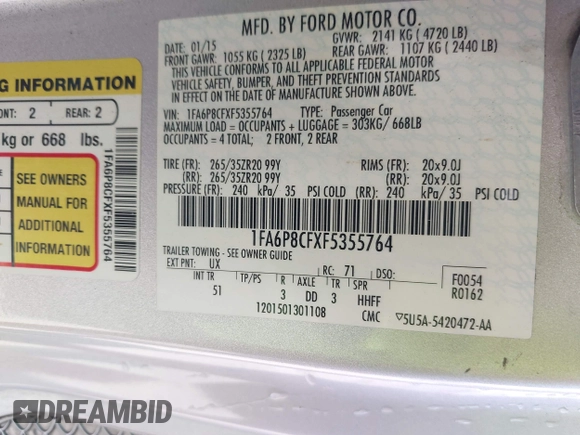 MFD. BY FORD MOTOR CO.
DATE: 01/15
GVWR: 2141 KG ( 4720 LB)
FRONT GAWR: 1055 KG ( 2325 LB)
REAR GAWR: 1107 KG ( 2440 LB)
THIS VEHICLE CONFORMS TO ALL APPLICABLE FEDERAL MOTOR
VEHICLE SAFETY, BUMPER, AND THEFT PREVENTION STANDARDS
IN EFFECT ON THE DATE OF MANUFACTURE SHOWN ABOVE.
VIN: 1FA6P8CFXF5355764
TYPE: Passenger Car
MAXIMUM LOAD = OCCUPANTS + LUGGAGE = 303KG/ 668LB
OCCUPANTS = 4 TOTAL; 2 FRONT, 2 REAR
TIRE (FR): 265/35ZR20 99Y
RIMS (FR): 20x9.0J
(RR): 265/35ZR20 99Y
(RR): 20x9.0J
PRESSURE (FR): 240 kPa/ 35 PSI COLD
(RR): 240 kPa/ 35 PSI COLD
1FA6P8CFXF5355764
TRAILER TOWING - SEE OWNER GUIDE
EXT PNT: UX
RC: 71
DSO:
F0054
R0162
INT TR
TP/PS
R
AXLE
TR
SPR
51
3
DD
3
HHFF
1201501301108
CMC
▽5U5A-5420472-AA
G INFORMATION
NT: 2
REAR: 2
kg or 668 lbs.
SEE OWNERS
MANUAL FOR
ADDITIONAL
INFORMATION
1FA6P8CFXF5355764
DREAMBID